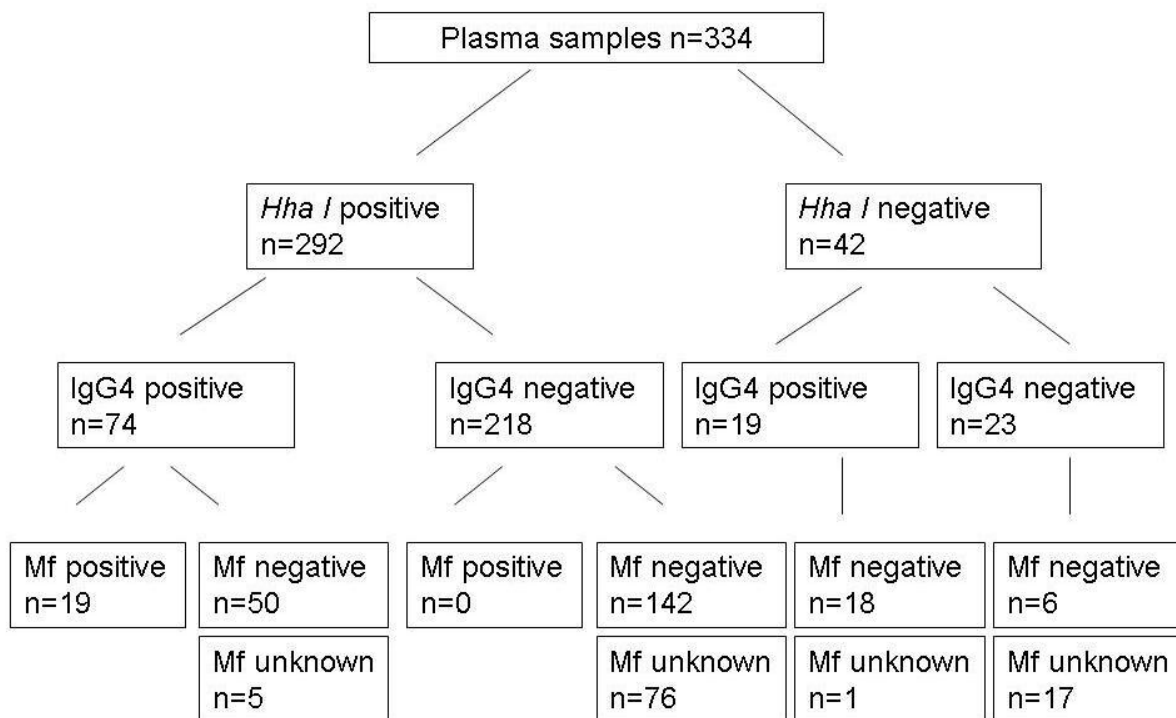 Plasma samples n=334
Hha I positive
n=292
Hha I negative
n=42
IgG4 positive
n=74
IgG4 negative
n=218
IgG4 positive
n=19
IgG4 negative
n=23
Mf positive
n=19
Mf negative
n=50
Mf positive
n=0
Mf negative
n=142
Mf negative
n=18
Mf negative
n=6
Mf unknown
n=5
Mf unknown
n=76
Mf unknown
n=1
Mf unknown
n=17